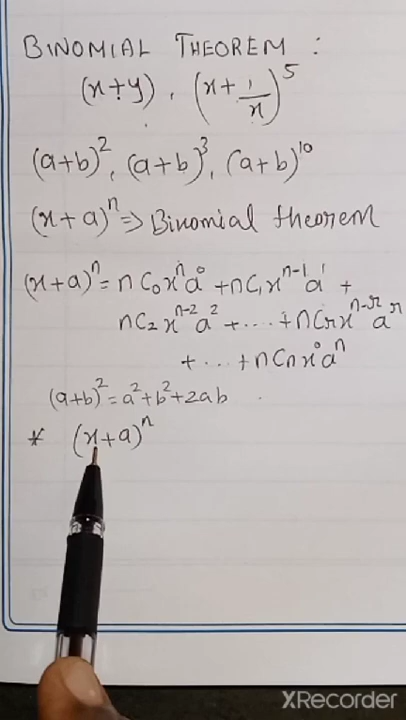 BINOMIAL THEOREM :
(x+y) , (x+1/x)^5
(a+b)^2, (a+b)^3, (a+b)^10
(x+a)^n ⇒ Binomial theorem
(x+a)^n = nC0 x^n a^0 + nC1 x^(n-1) a^1 +
nC2 x^(n-2) a^2 + .... + nCr x^(n-r) a^r
+ ... + nCn x^0 a^n
(a+b)^2 = a^2+b^2+2ab
* (x+a)^n
XRecorder